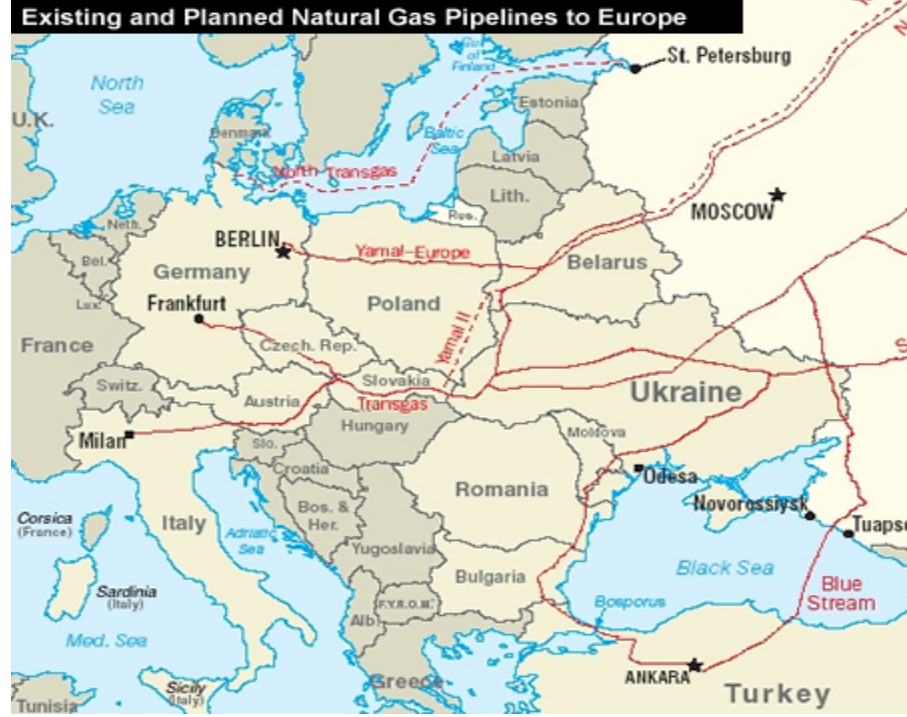 Existing and Planned Natural Gas Pipelines to Europe
North
Sea
Gulf
of
Finland
St. Petersburg
U.K.
Denmark
Baltic
Sea
Estonia
Latvia
Lith.
North Transgas
Rus.
MOSCOW
Neth.
BERLIN
Yamal-Europe
Belarus
Bel.
Germany
Lux.
Frankfurt
Poland
Yamal II
France
Czech. Rep.
Slovakia
Switz.
Austria
Transgas
Ukraine
Hungary
Milan
Slo.
Moldova
Croatia
Odesa
Romania
Bos. &
Her.
Novorossiysk
Corsica
(France)
Italy
Adriatic
Sea
Tuapse
Yugoslavia
Black Sea
Bulgaria
Blue
Stream
Sardinia
(Italy)
F.Y.R.O.M.
Bosporus
Alb.
Med. Sea
Greece
ANKARA
Sicily
(Italy)
Turkey
Tunisia